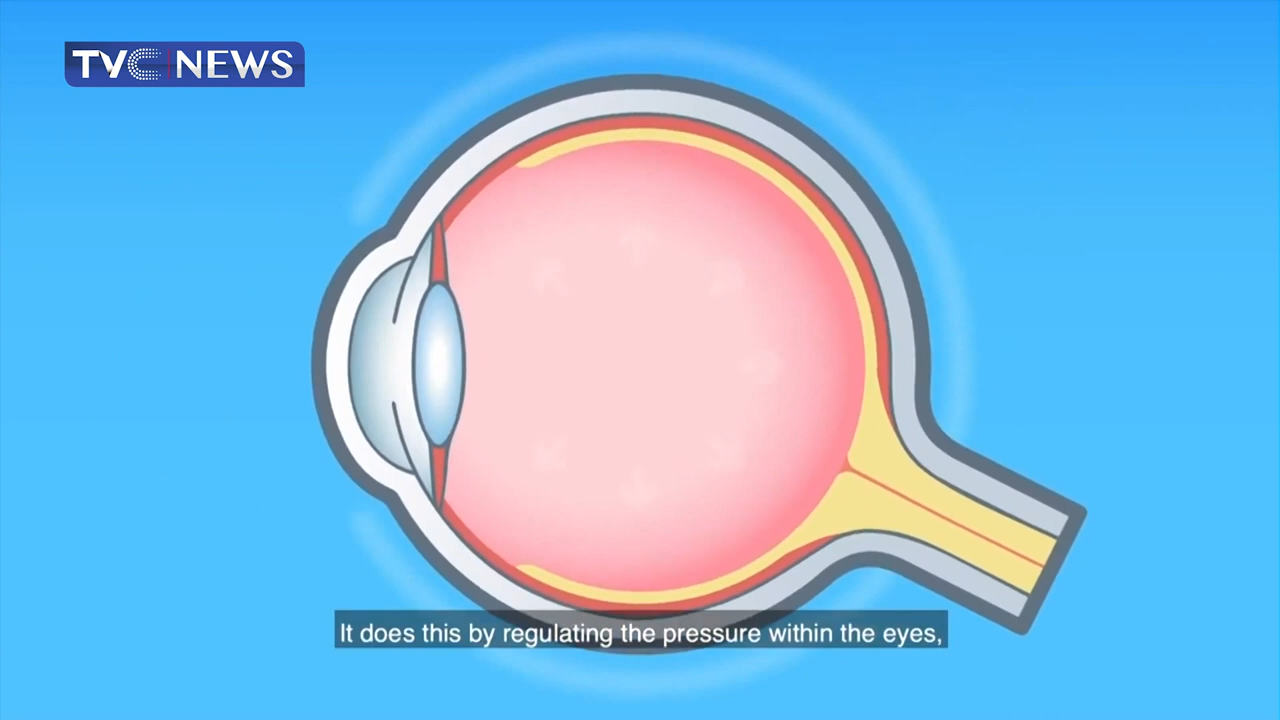 TVC NEWS
It does this by regulating the pressure within the eyes,